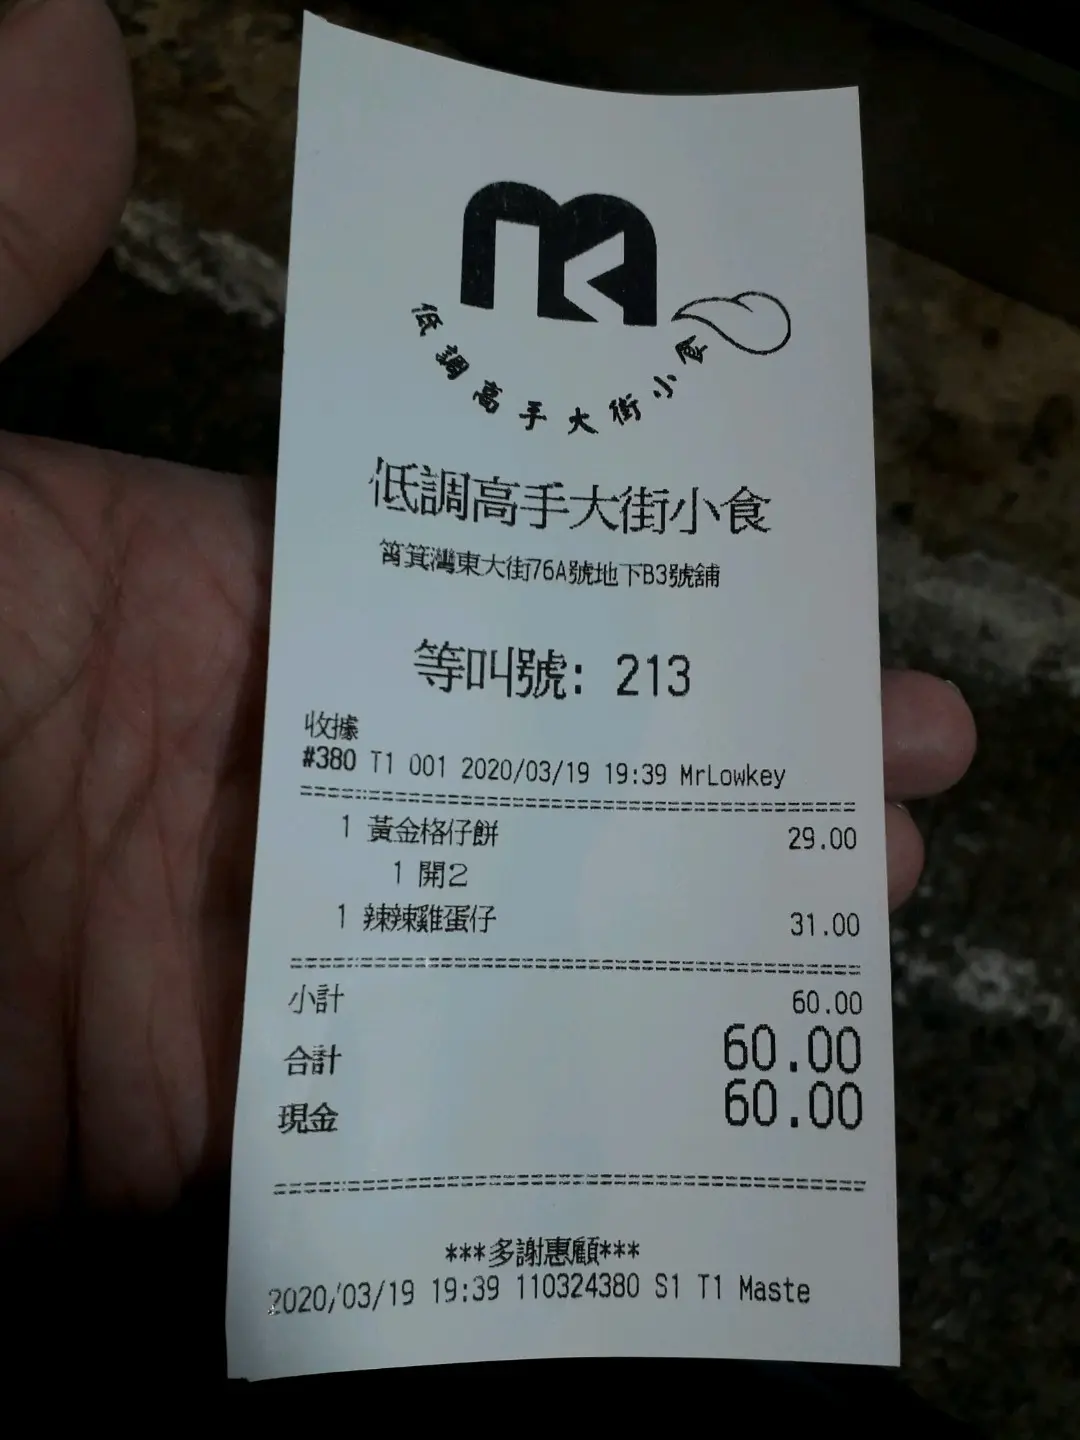 低調高手大街小食
低調高手大街小食
筲箕灣東大街76A號地下B3號舖
等叫號: 213
收據
#380 T1 001 2020/03/19 19:39 MrLowkey
1 黃金格仔餅 29.00
1 開2
1 辣辣雞蛋仔 31.00
小計 60.00
合計 60.00
現金 60.00
***多謝惠顧***
2020/03/19 19:39 110324380 S1 T1 Maste